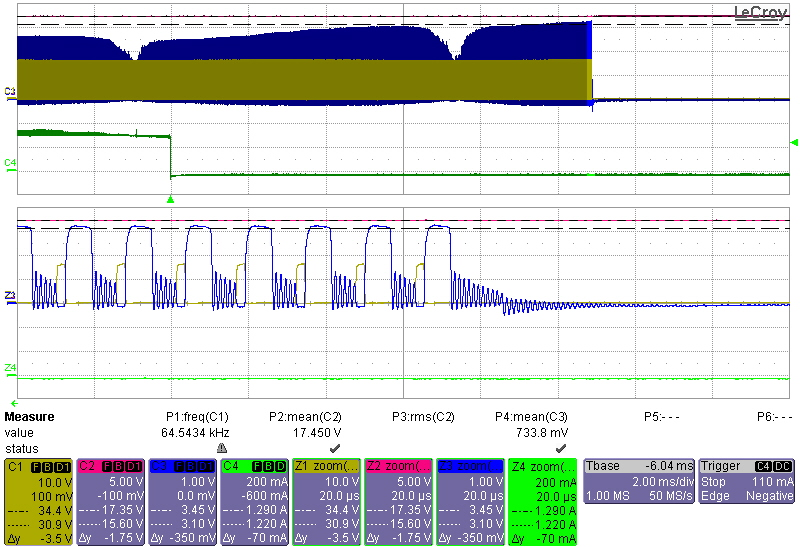 LeCroy
C3
C4
Z3
Z4
Measure P1:freq(C1) P2:mean(C2) P3:rms(C2) P4:mean(C3) P5:- - - P6:- - -
value 64.5434 kHz 17.450 V 733.8 mV
status
C1 F B D1 C2 F B D1 C3 F B D1 C4 F B D Z1 zoom(... Z2 zoom(... Z3 zoom(... Z4 zoom(... Tbase -6.04 ms Trigger C4 DC
10.0 V 5.00 V 1.00 V 200 mA 10.0 V 5.00 V 1.00 V 200 mA 2.00 ms/div Stop 110 mA
100 mV -100 mV 0.0 mV -600 mA 20.0 µs 20.0 µs 20.0 µs 20.0 µs 1.00 MS 50 MS/s Edge Negative
34.4 V 17.35 V 3.45 V 1.290 A 34.4 V 17.35 V 3.45 V 1.290 A
30.9 V 15.60 V 3.10 V 1.220 A 30.9 V 15.60 V 3.10 V 1.220 A
Δy -3.5 V Δy -1.75 V Δy -350 mV Δy -70 mA Δy -3.5 V Δy -1.75 V Δy -350 mV Δy -70 mA